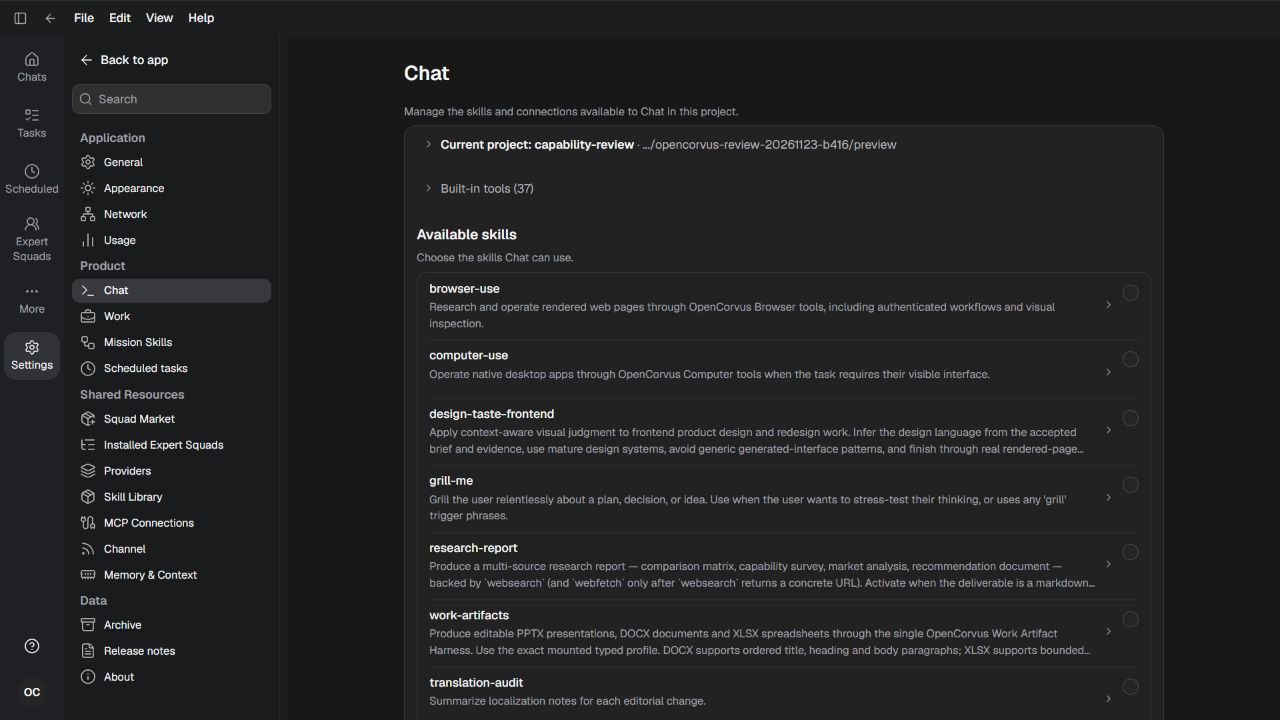 File Edit View Help
Chats
Tasks
Scheduled
Expert
Squads
More
Settings
OC
Back to app
Search
Application
General
Appearance
Network
Usage
Product
Chat
Work
Mission Skills
Scheduled tasks
Shared Resources
Squad Market
Installed Expert Squads
Providers
Skill Library
MCP Connections
Channel
Memory & Context
Data
Archive
Release notes
About
Chat
Manage the skills and connections available to Chat in this project.
Current project: capability-review · .../opencorvus-review-20261123-b416/preview
Built-in tools (37)
Available skills
Choose the skills Chat can use.
browser-use
Research and operate rendered web pages through OpenCorvus Browser tools, including authenticated workflows and visual
inspection.
computer-use
Operate native desktop apps through OpenCorvus Computer tools when the task requires their visible interface.
design-taste-frontend
Apply context-aware visual judgment to frontend product design and redesign work. Infer the design language from the accepted
brief and evidence, use mature design systems, avoid generic generated-interface patterns, and finish through real rendered-page...
grill-me
Grill the user relentlessly about a plan, decision, or idea. Use when the user wants to stress-test their thinking, or uses any 'grill'
trigger phrases.
research-report
Produce a multi-source research report — comparison matrix, capability survey, market analysis, recommendation document —
backed by `websearch` (and `webfetch` only after `websearch` returns a concrete URL). Activate when the deliverable is a markdown...
work-artifacts
Produce editable PPTX presentations, DOCX documents and XLSX spreadsheets through the single OpenCorvus Work Artifact
Harness. Use the exact mounted typed profile. DOCX supports ordered title, heading and body paragraphs; XLSX supports bounded...
translation-audit
Summarize localization notes for each editorial change.